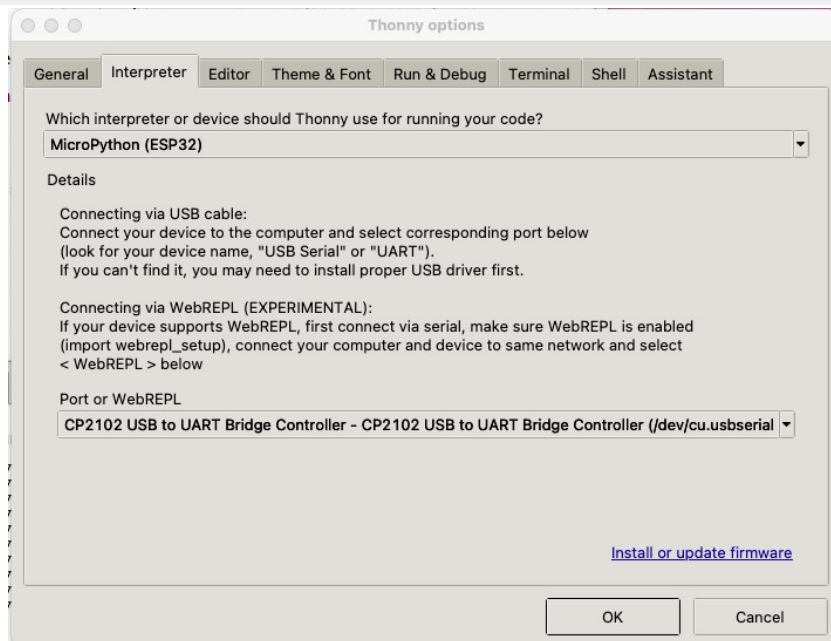 Thonny options
General Interpreter Editor Theme & Font Run & Debug Terminal Shell Assistant
Which interpreter or device should Thonny use for running your code?
MicroPython (ESP32)
Details
Connecting via USB cable:
Connect your device to the computer and select corresponding port below
(look for your device name, "USB Serial" or "UART").
If you can't find it, you may need to install proper USB driver first.
Connecting via WebREPL (EXPERIMENTAL):
If your device supports WebREPL, first connect via serial, make sure WebREPL is enabled
(import webrepl_setup), connect your computer and device to same network and select
< WebREPL > below
Port or WebREPL
CP2102 USB to UART Bridge Controller - CP2102 USB to UART Bridge Controller (/dev/cu.usbserial
Install or update firmware
OK Cancel